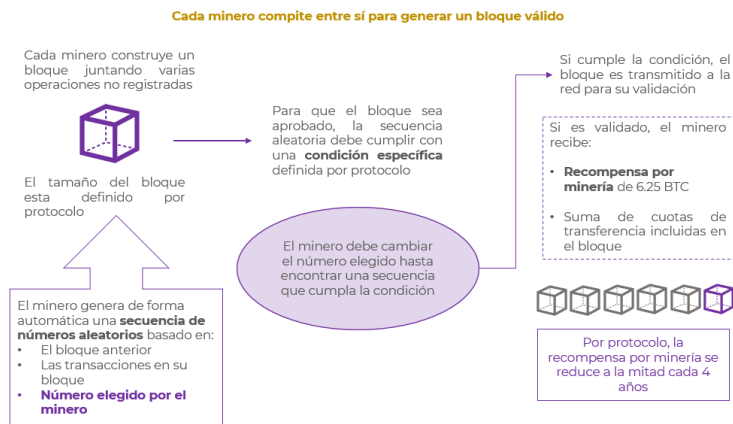 Cada minero compite entre sí para generar un bloque válido
Cada minero construye un
bloque juntando varias
operaciones no registradas
El tamaño del bloque
esta definido por
protocolo
El minero genera de forma
automática una secuencia de
números aleatorios basado en:
• El bloque anterior
• Las transacciones en su
bloque
• Número elegido por el
minero
Para que el bloque sea
aprobado, la secuencia
aleatoria debe cumplir con
una condición específica
definida por protocolo
El minero debe cambiar
el número elegido hasta
encontrar una secuencia
que cumpla la condición
Si cumple la condición, el
bloque es transmitido a la
red para su validación
Si es validado, el minero
recibe:
• Recompensa por
minería de 6.25 BTC
• Suma de cuotas de
transferencia incluidas en
el bloque
Por protocolo, la
recompensa por minería se
reduce a la mitad cada 4
años